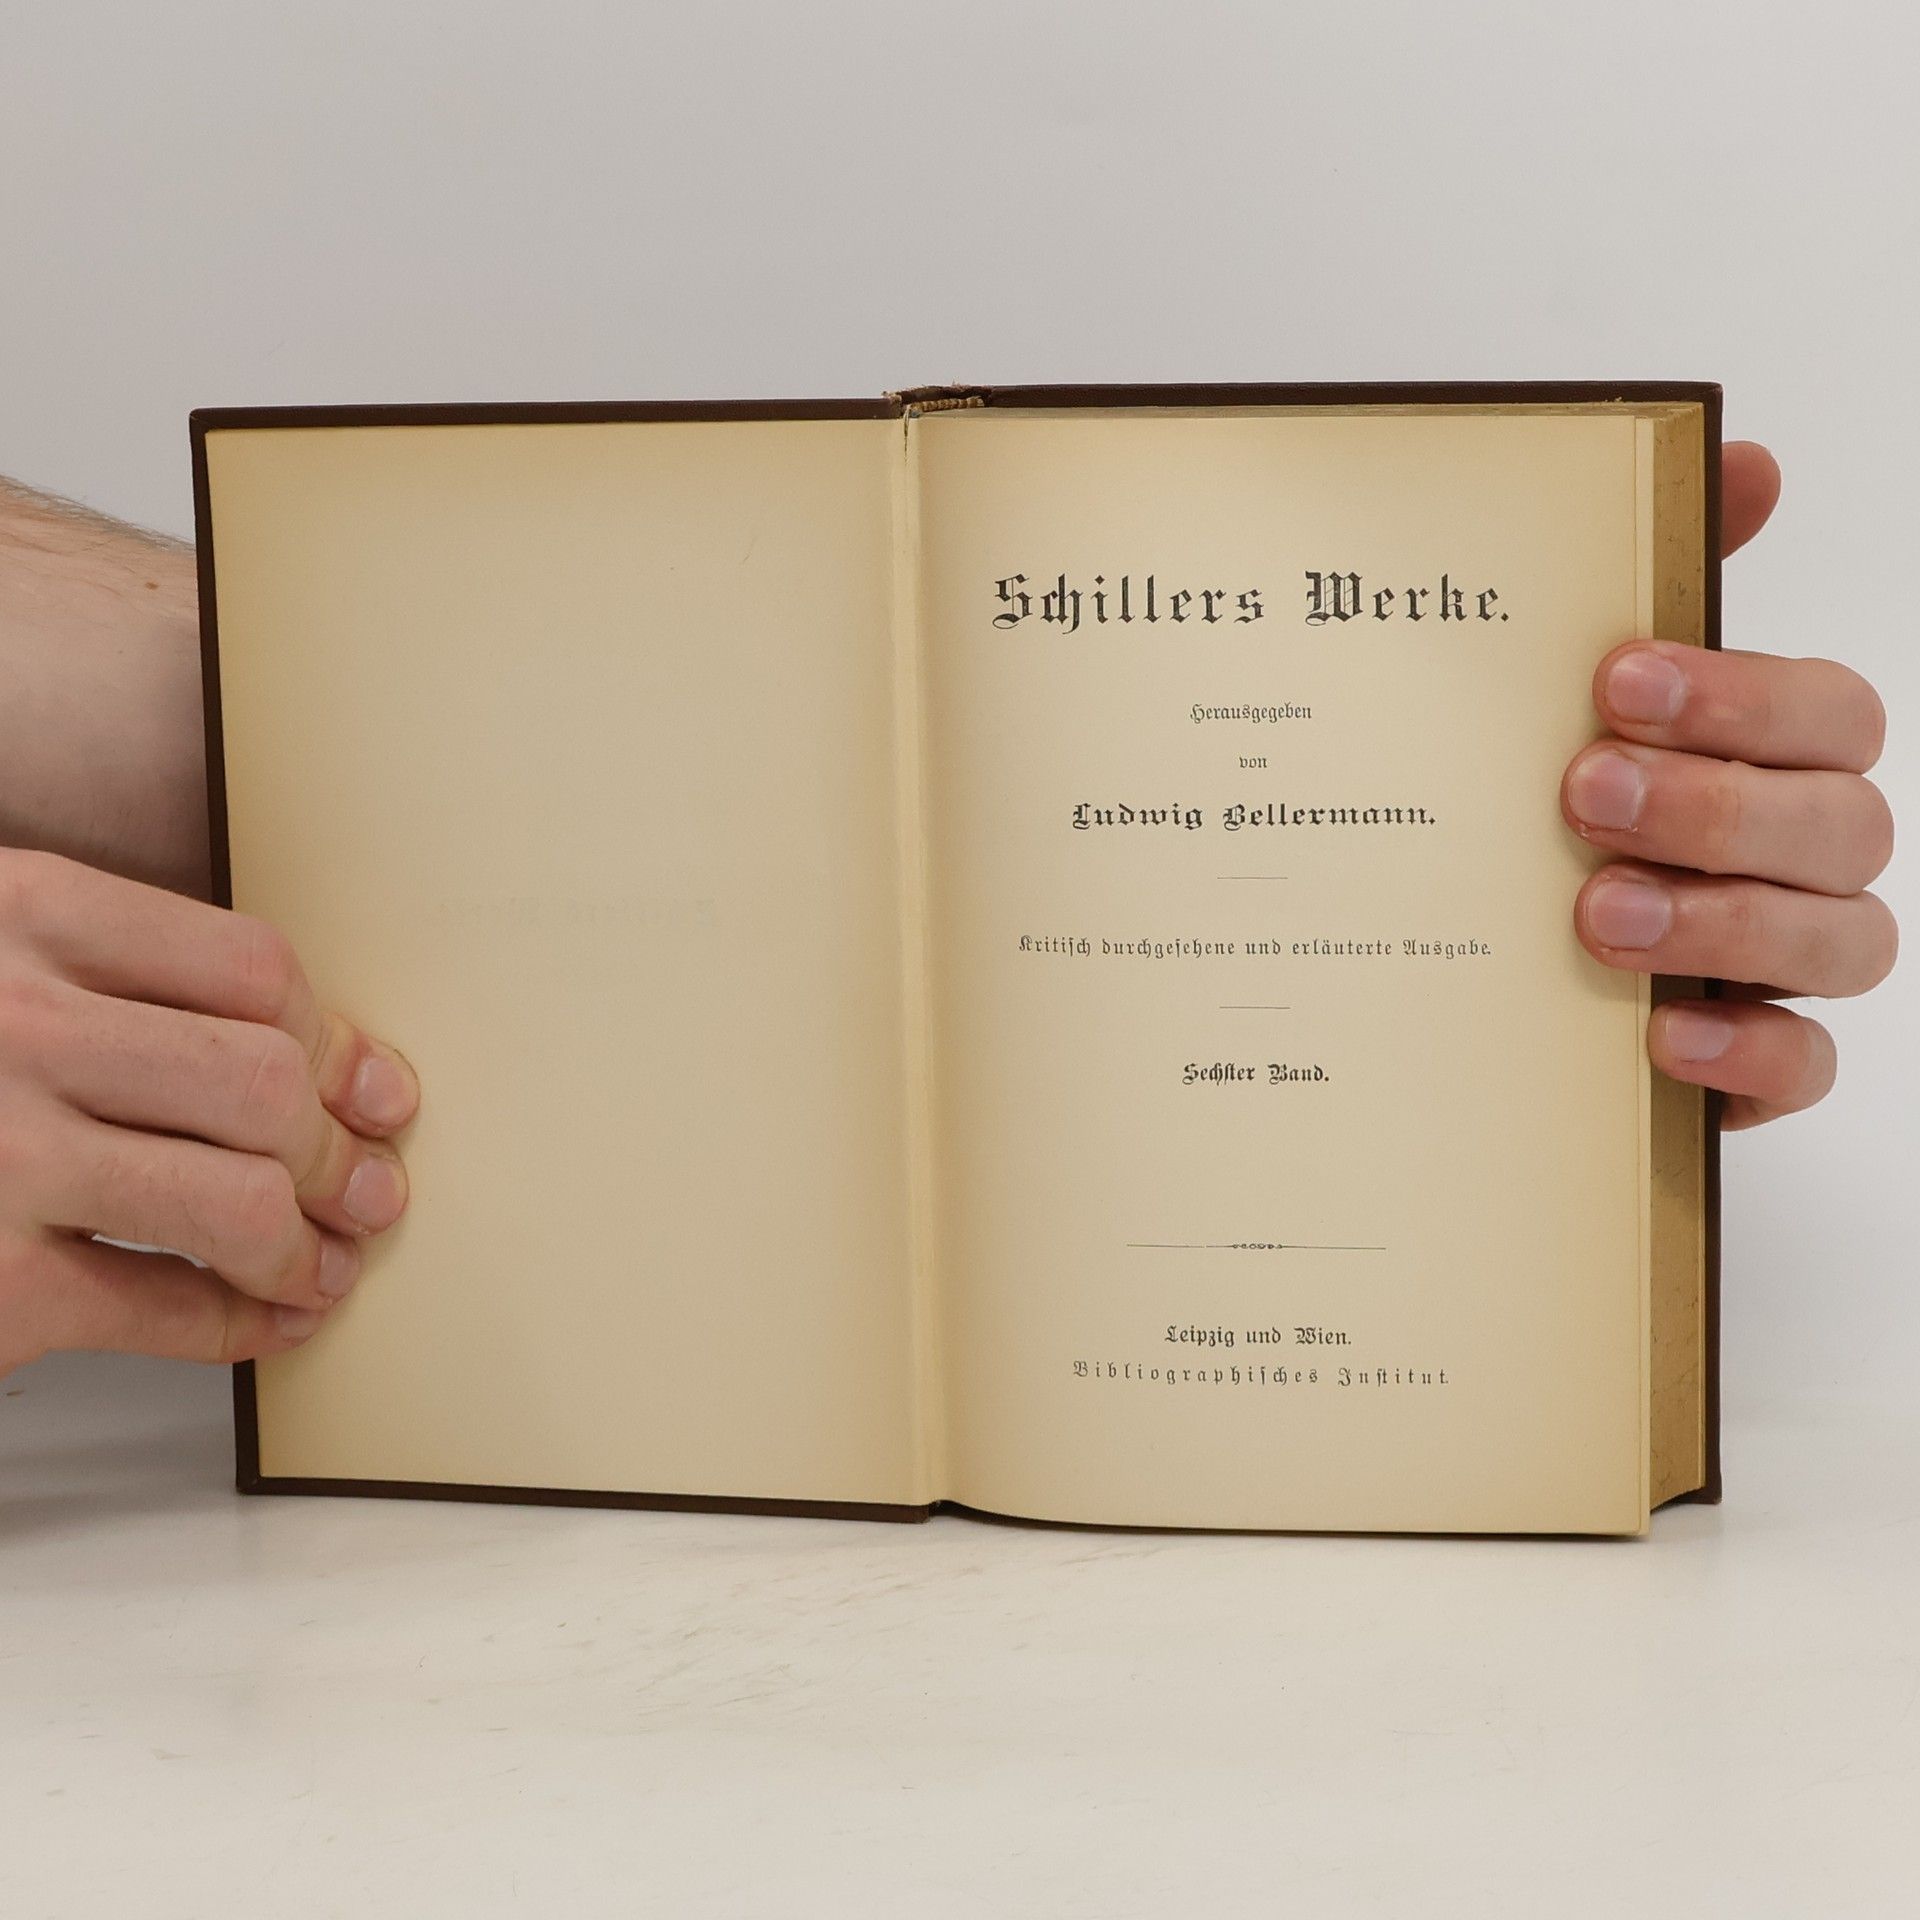 Schillers Werke.
Herausgegeben
von
Ludwig Bellermann.
Kritiſch durchgeſehene und erläuterte Ausgabe.
Sechſter Band.
Leipzig und Wien.
Bibliographiſches Inſtitut.